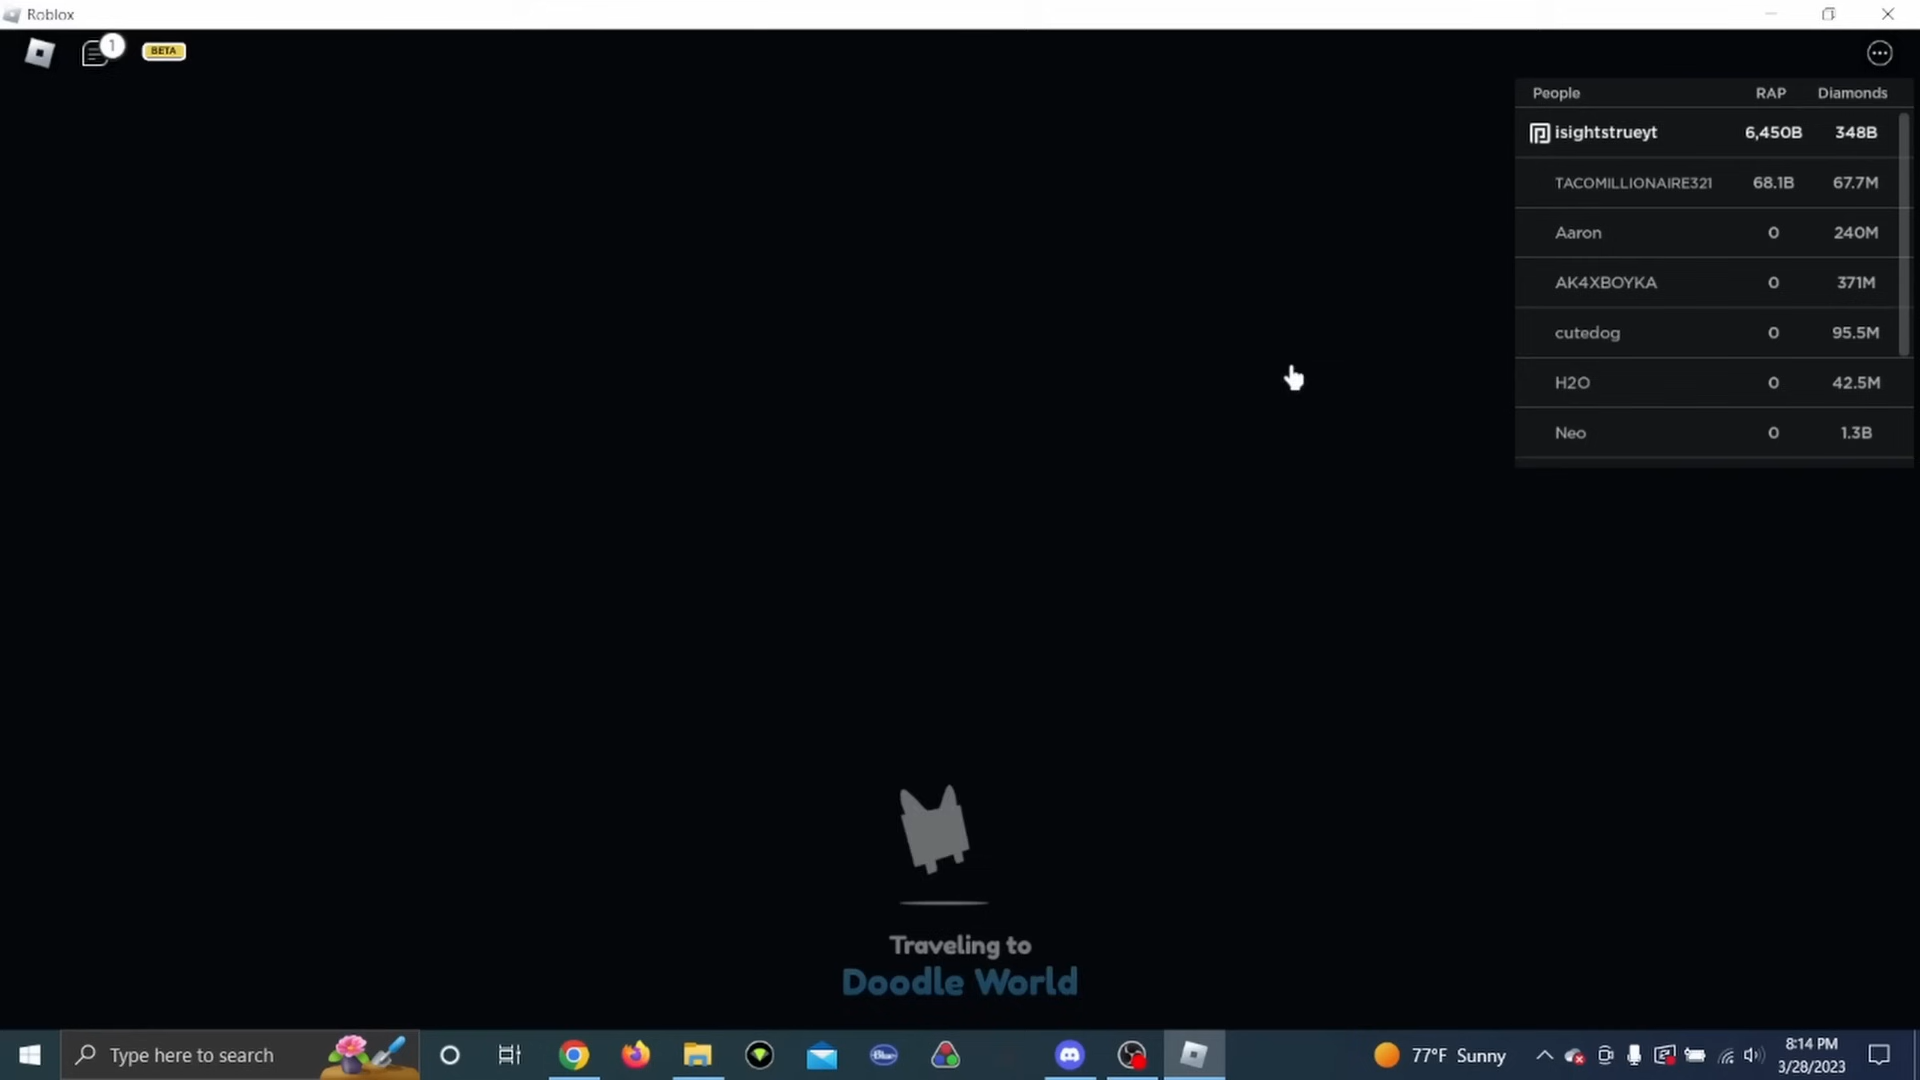 Roblox
1
BETA
People RAP Diamonds
isightstrueyt 6,450B 348B
TACOMILLIONAIRE321 68.1B 67.7M
Aaron 0 240M
AK4XBOYKA 0 371M
cutedog 0 95.5M
H2O 0 42.5M
Neo 0 1.3B
Traveling to
Doodle World
Type here to search
Blue
77°F Sunny
8:14 PM
3/28/2023